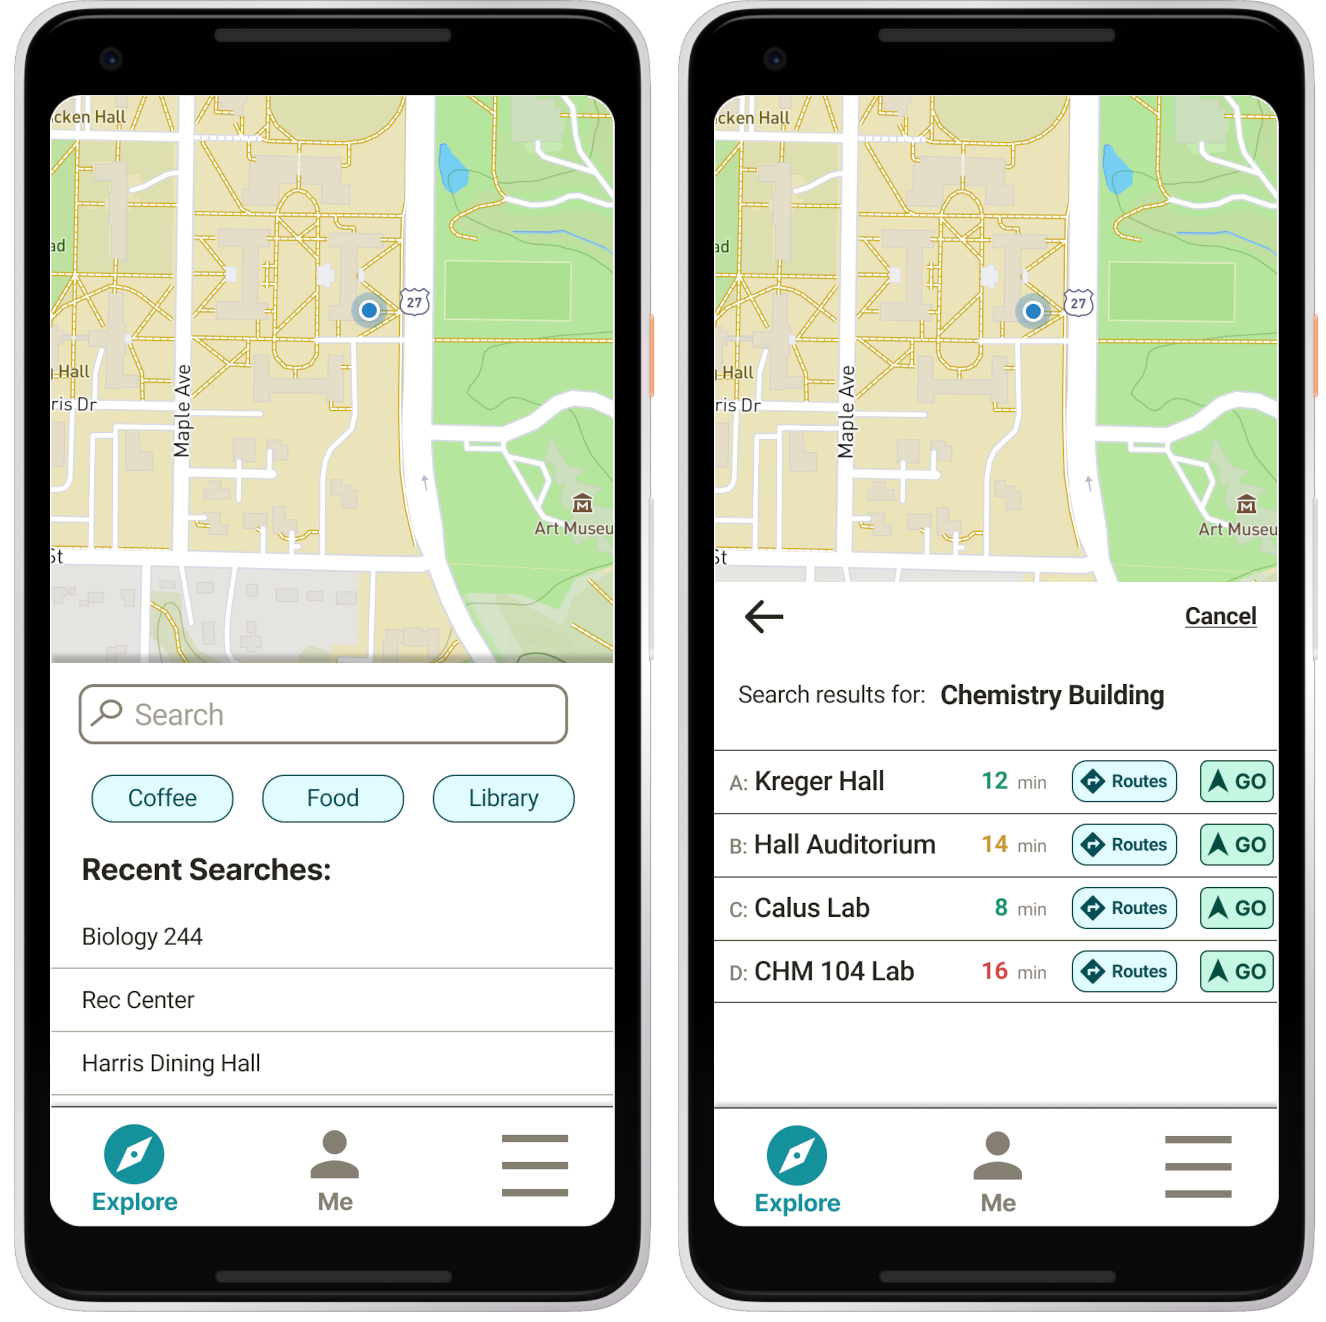 cken Hall
ad
27
Hall
ris Dr
Maple Ave
Art Museu
St
Search
Coffee
Food
Library
Recent Searches:
Biology 244
Rec Center
Harris Dining Hall
Explore
Me
cken Hall
ad
27
Hall
ris Dr
Maple Ave
Art Museu
St
Cancel
Search results for: Chemistry Building
A: Kreger Hall 12 min Routes GO
B: Hall Auditorium 14 min Routes GO
C: Calus Lab 8 min Routes GO
D: CHM 104 Lab 16 min Routes GO
Explore
Me